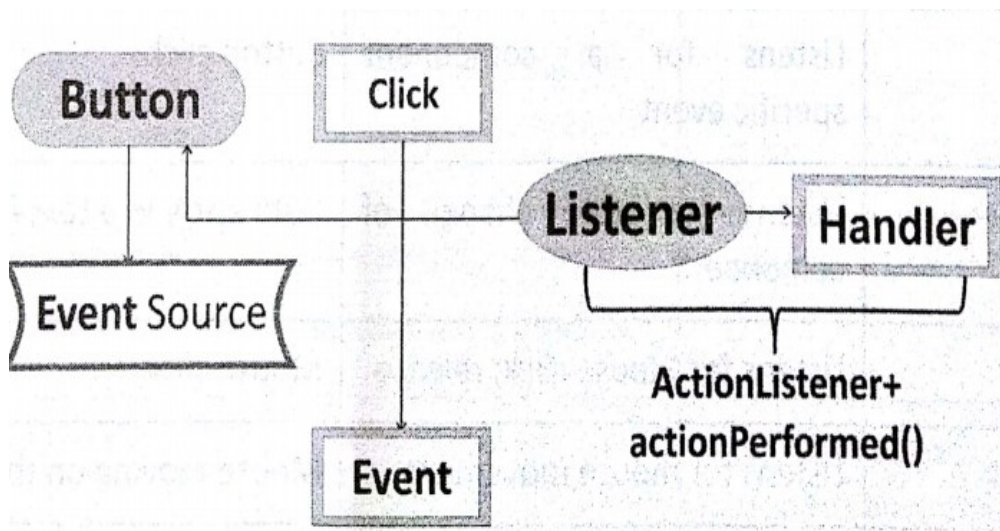 Button
Click
Listener
Handler
Event Source
ActionListener+
actionPerformed()
Event